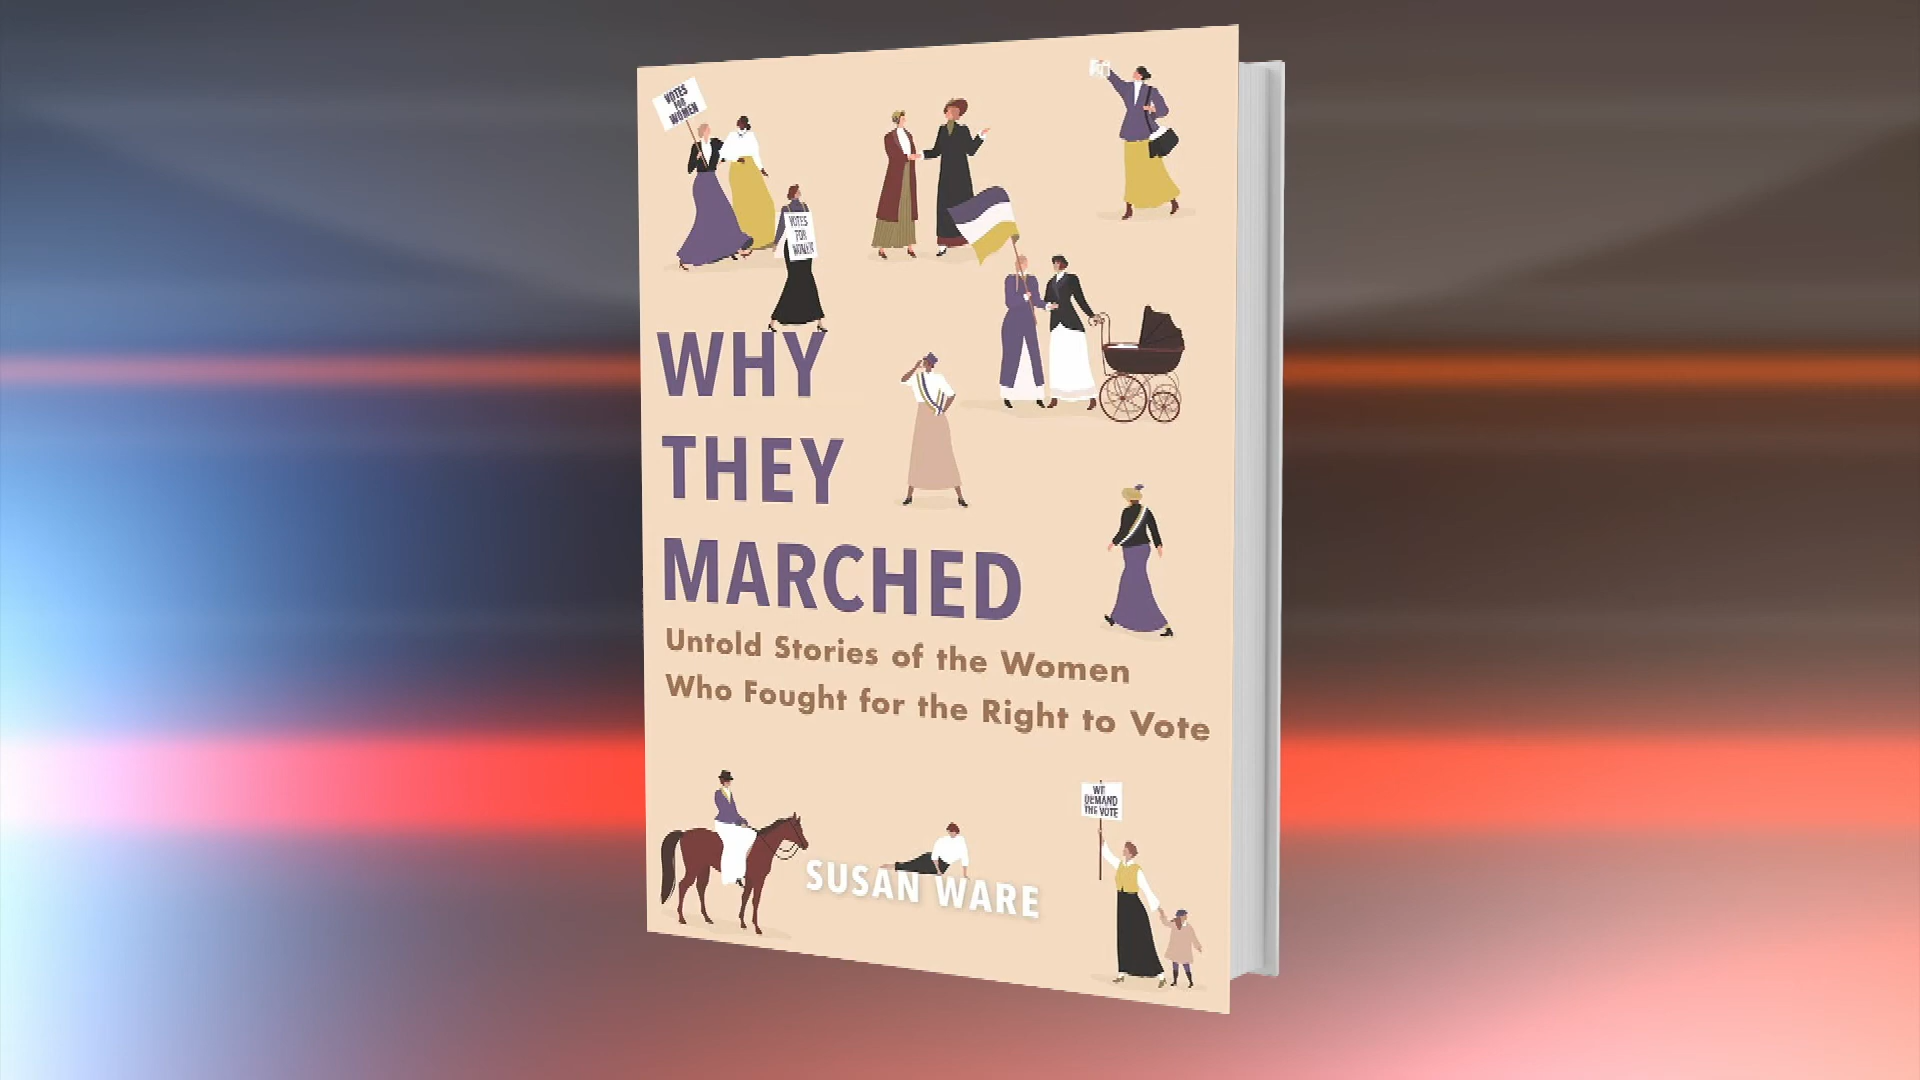 VOTES
FOR
WOMEN
VOTES
FOR
WOMEN
WHY
THEY
MARCHED
Untold Stories of the Women
Who Fought for the Right to Vote
WE
DEMAND
THE VOTE
SUSAN WARE